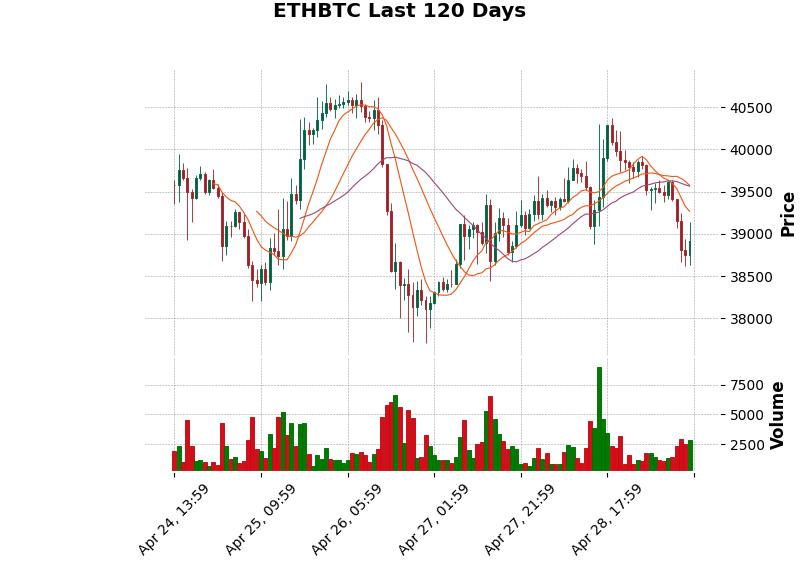 ETHBTC Last 120 Days
40500
40000
39500
39000
38500
38000
Price
7500
5000
2500
Volume
Apr 24, 13:59
Apr 25, 09:59
Apr 26, 05:59
Apr 27, 01:59
Apr 27, 21:59
Apr 28, 17:59